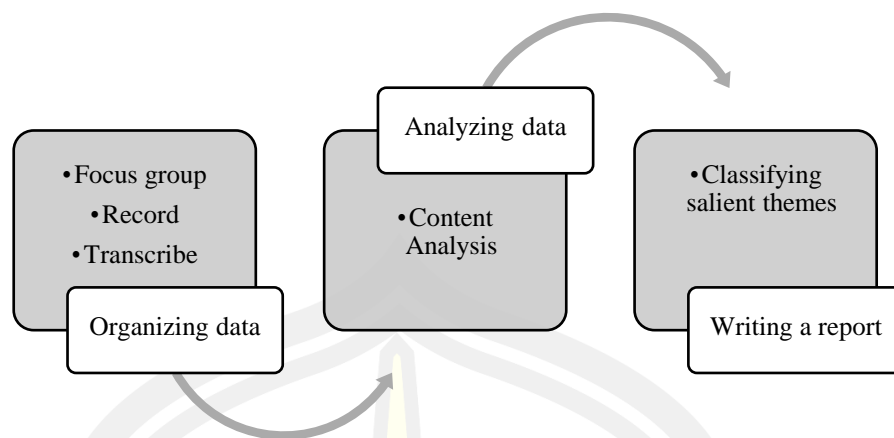 •Focus group
•Record
•Transcribe
Organizing data
Analyzing data
•Content
Analysis
•Classifying
salient themes
Writing a report